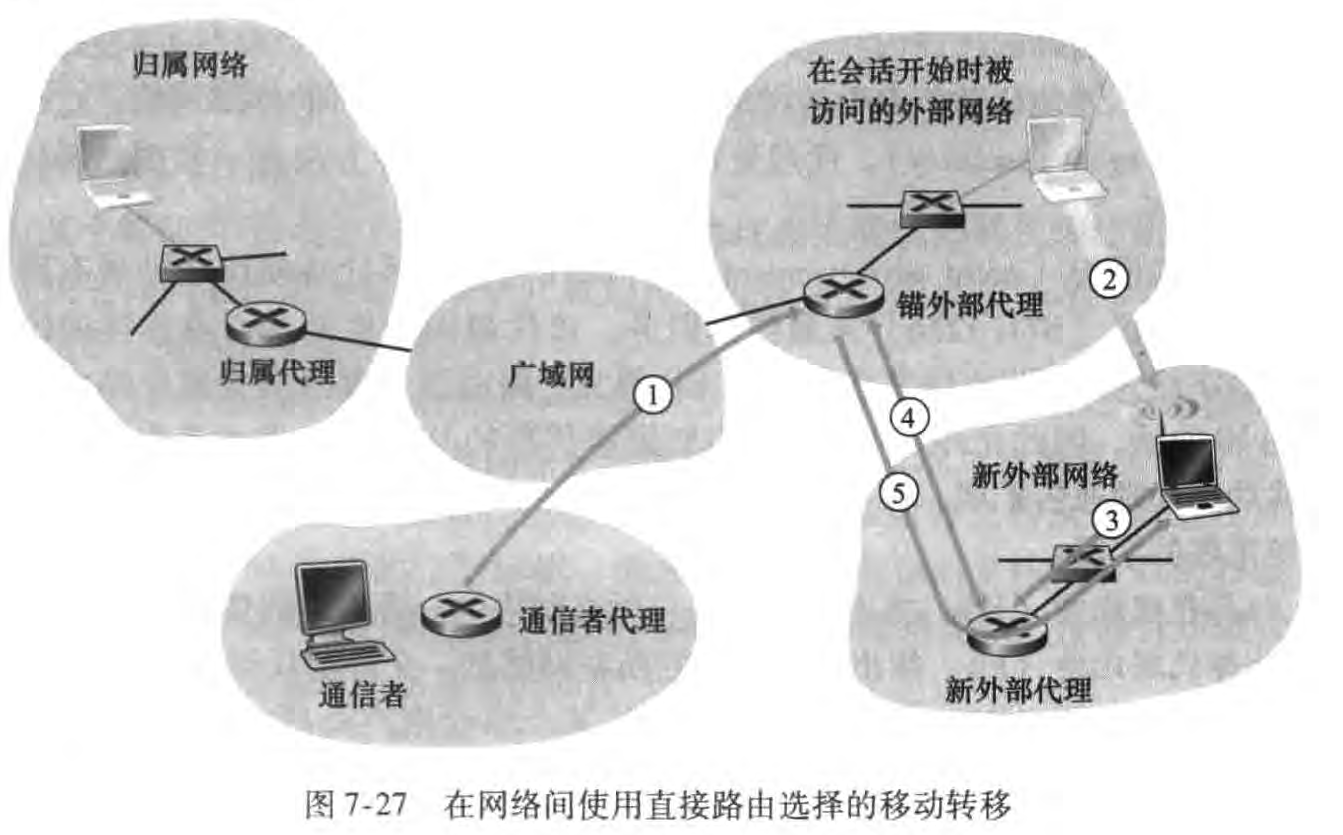 归属网络
在会话开始时被
访问的外部网络
②
归属代理
广域网
①
锚外部代理
④
⑤
新外部网络
③
通信者代理
通信者
新外部代理
图 7-27 在网络间使用直接路由选择的移动转移